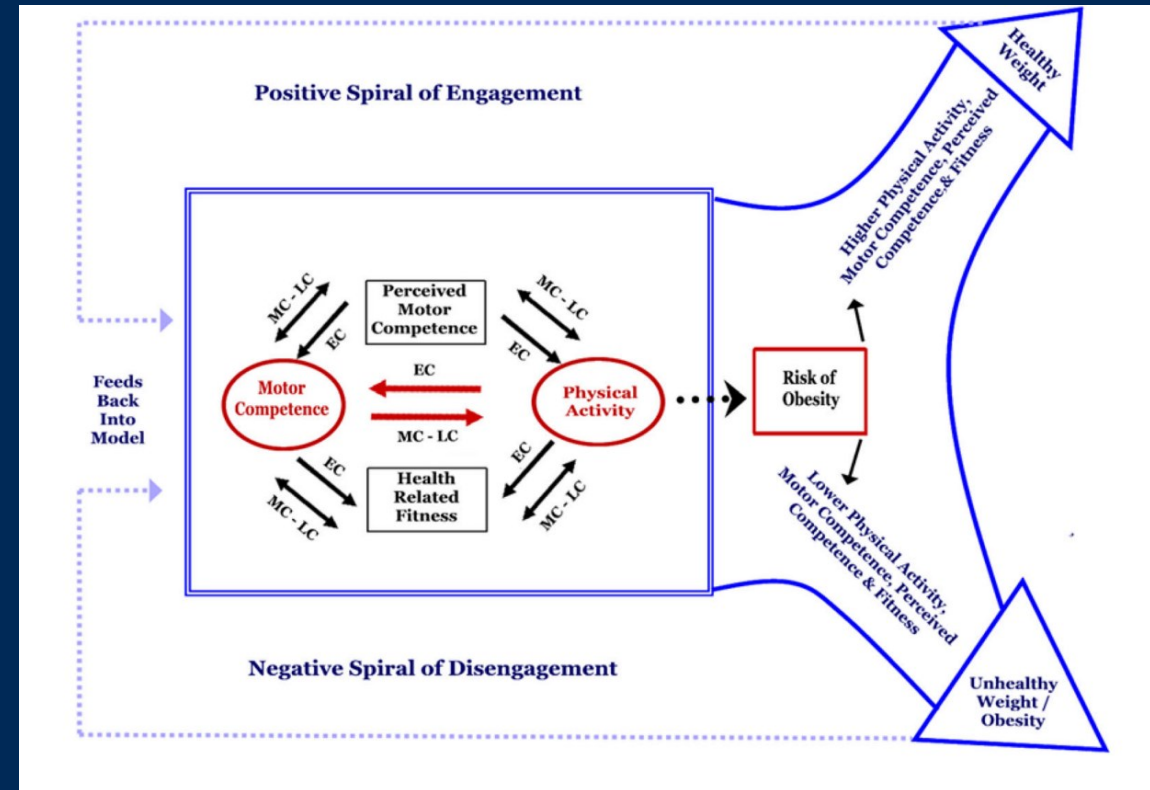 Healthy
Weight
Positive Spiral of Engagement
Higher Physical Activity,
Motor Competence, Perceived
Competence,& Fitness
MC - LC
EC
Perceived
Motor
Competence
MC - LC
EC
Feeds
Back
Into
Model
Motor
Competence
EC
MC - LC
Physical
Activity
Risk of
Obesity
EC
MC - LC
Health
Related
Fitness
EC
MC - LC
Lower Physical Activity,
Motor Competence, Perceived
Competence & Fitness
Negative Spiral of Disengagement
Unhealthy
Weight /
Obesity